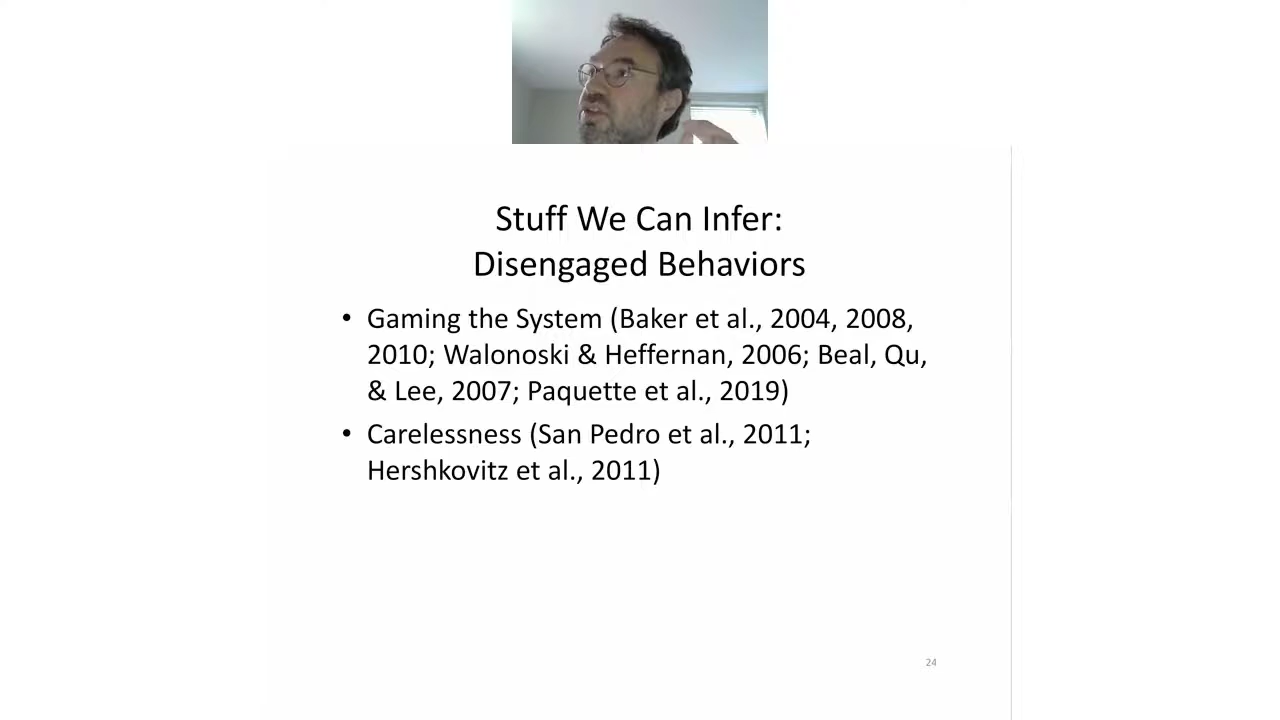 Stuff We Can Infer:
Disengaged Behaviors
• Gaming the System (Baker et al., 2004, 2008,
2010; Walonoski & Heffernan, 2006; Beal, Qu,
& Lee, 2007; Paquette et al., 2019)
• Carelessness (San Pedro et al., 2011;
Hershkovitz et al., 2011)
24